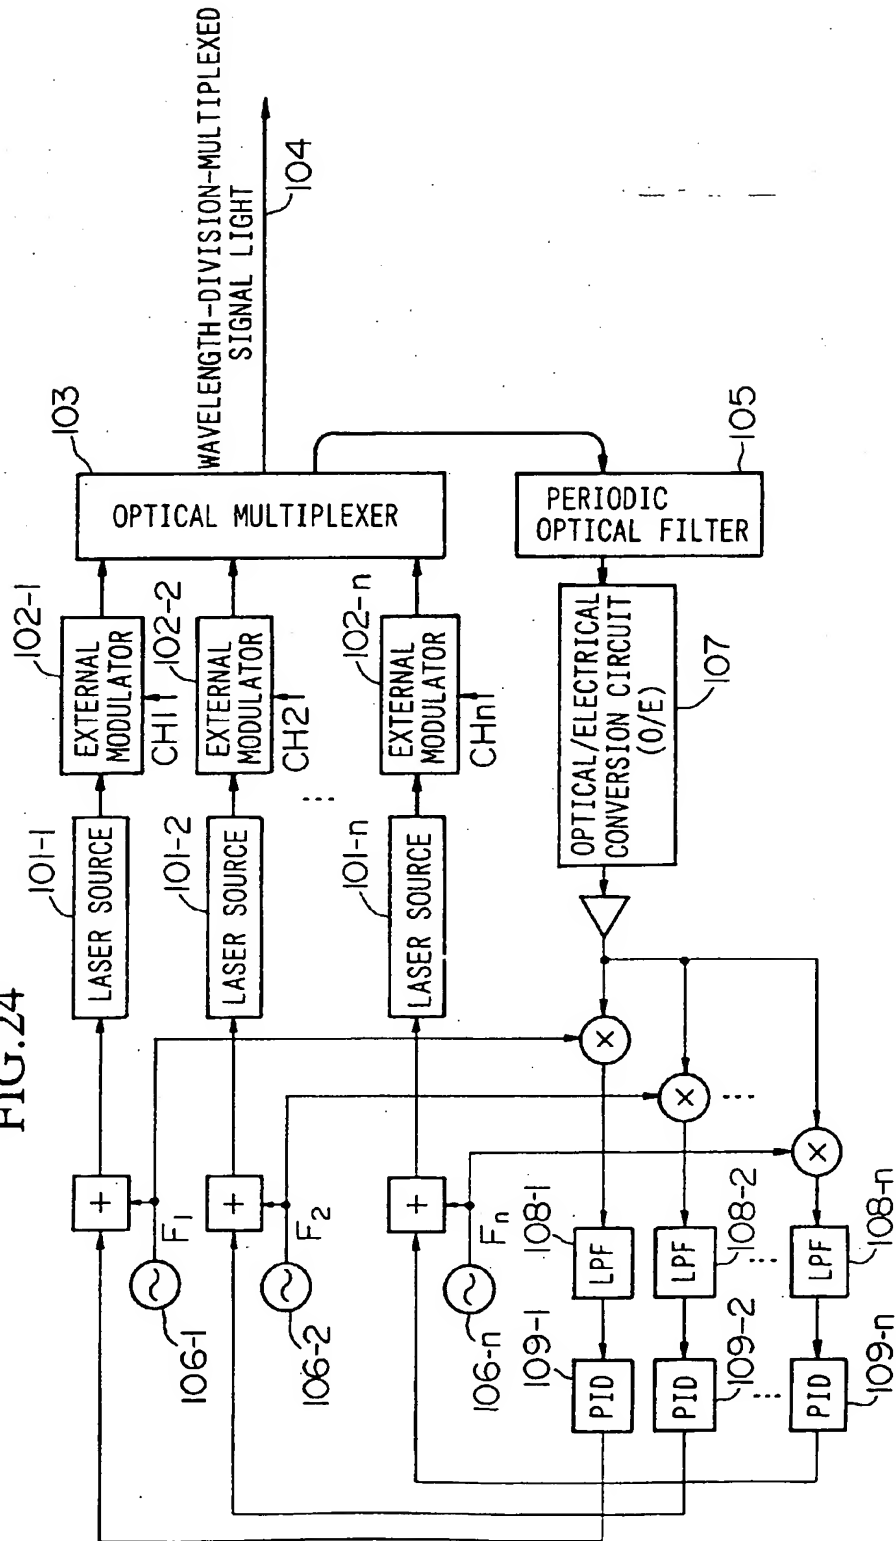 FIG.24
F1
106-1
+
101-1
LASER SOURCE
102-1
EXTERNAL
MODULATOR
CH1
103
OPTICAL MULTIPLEXER
WAVELENGTH-DIVISION-MULTIPLEXED
SIGNAL LIGHT
104
F2
106-2
+
101-2
LASER SOURCE
102-2
EXTERNAL
MODULATOR
CH2
...
Fn
106-n
+
101-n
LASER SOURCE
102-n
EXTERNAL
MODULATOR
CHn
105
PERIODIC
OPTICAL FILTER
OPTICAL/ELECTRICAL
CONVERSION CIRCUIT
(O/E)
107
×
108-1
LPF
109-1
PID
×
...
108-2
LPF
109-2
PID
...
...
×
108-n
LPF
109-n
PID